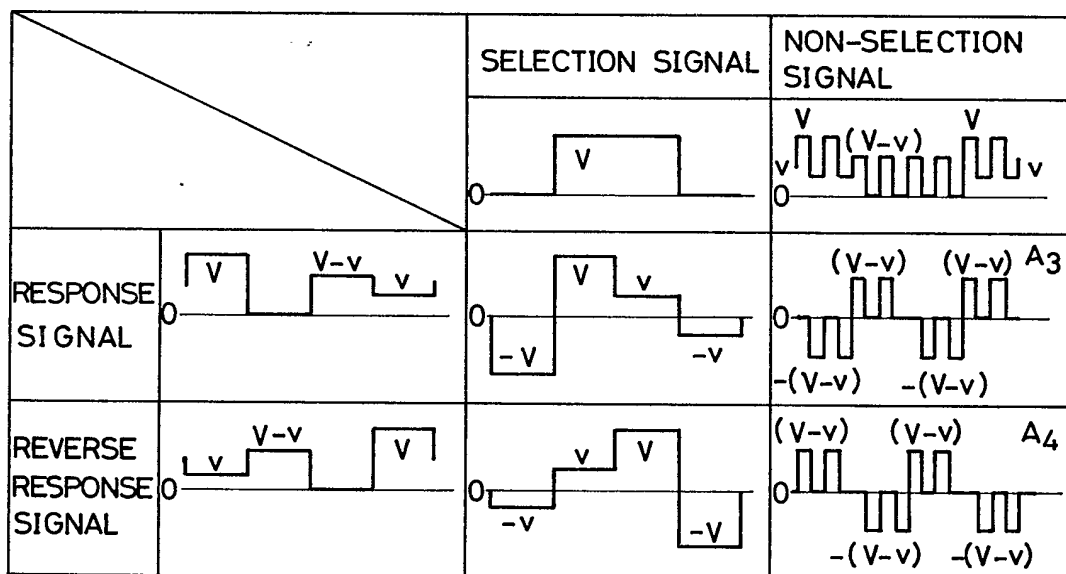 SELECTION SIGNAL
NON-SELECTION
SIGNAL
V
0
V
(V-v)
V
v
v
0
RESPONSE
SIGNAL
V
V-v
v
0
V
v
0
-V
-v
(V-v)
(V-v)
A3
0
-(V-v)
-(V-v)
REVERSE
RESPONSE
SIGNAL
v
V-v
V
0
v
V
0
-v
-V
(V-v)
(V-v)
A4
0
-(V-v)
-(V-v)